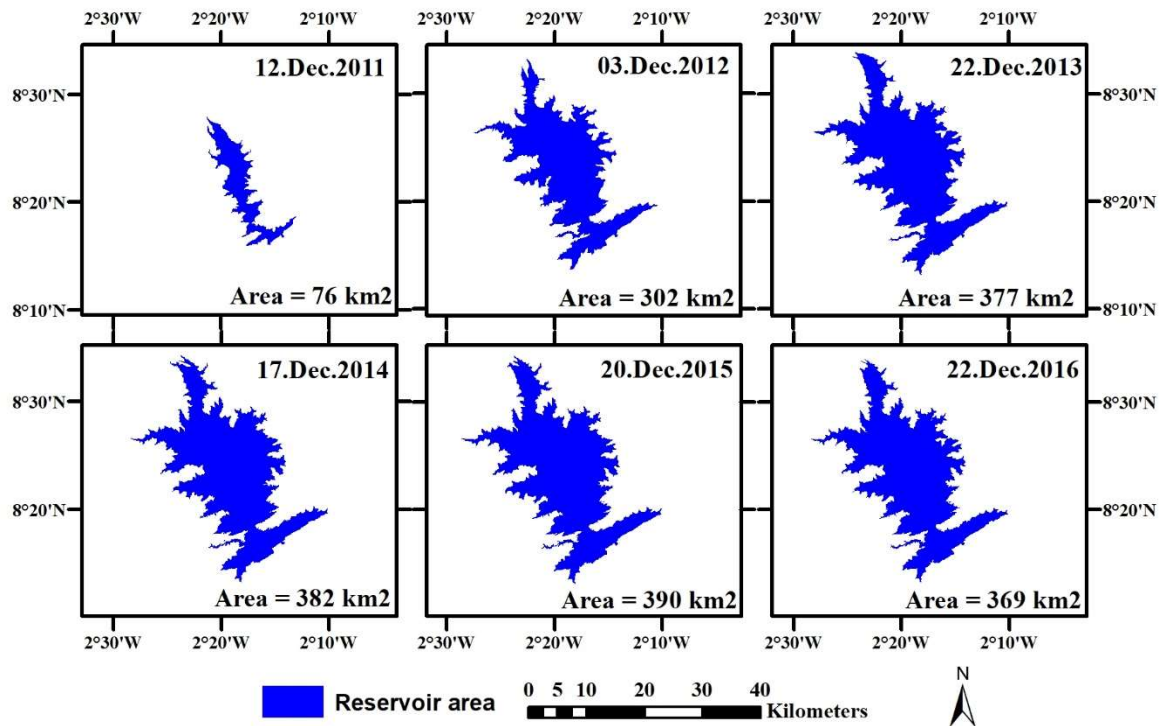 2°30'W 2°20'W 2°10'W 2°30'W 2°20'W 2°10'W 2°30'W 2°20'W 2°10'W
12.Dec.2011 03.Dec.2012 22.Dec.2013
8°30'N 8°30'N
8°20'N 8°20'N
Area = 76 km2 Area = 302 km2 Area = 377 km2
8°10'N 8°10'N
17.Dec.2014 20.Dec.2015 22.Dec.2016
8°30'N 8°30'N
8°20'N 8°20'N
Area = 382 km2 Area = 390 km2 Area = 369 km2
2°30'W 2°20'W 2°10'W 2°30'W 2°20'W 2°10'W 2°30'W 2°20'W 2°10'W
N
Reservoir area 0 5 10 20 30 40 Kilometers